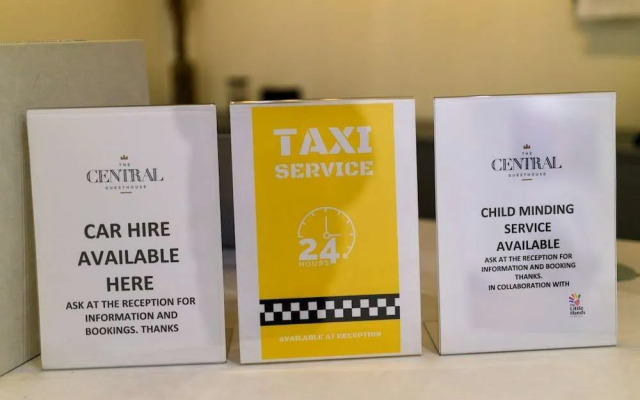 THE
CENTRAL
GUESTHOUSE
CAR HIRE
AVAILABLE
HERE
ASK AT THE RECEPTION FOR
INFORMATION AND
BOOKINGS. THANKS
TAXI
SERVICE
24
HOURS
AVAILABLE AT RECEPTION
THE
CENTRAL
GUESTHOUSE
CHILD MINDING
SERVICE
AVAILABLE
ASK AT THE RECEPTION FOR
INFORMATION AND BOOKING
THANKS.
IN COLLABORATION WITH
Little
Hands